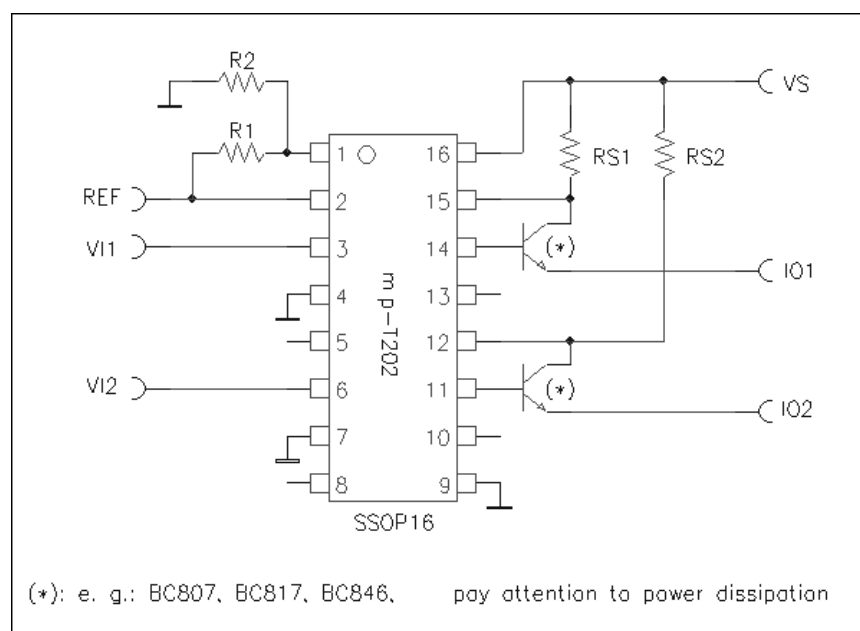 R2
VS
R1
1
16
RS1
RS2
REF
2
15
VI1
3
14
(*)
IO1
4
13
mp-T202
5
12
VI2
6
11
(*)
IO2
7
10
8
9
SSOP16
(*): e. g.: BC807, BC817, BC846, pay attention to power dissipation